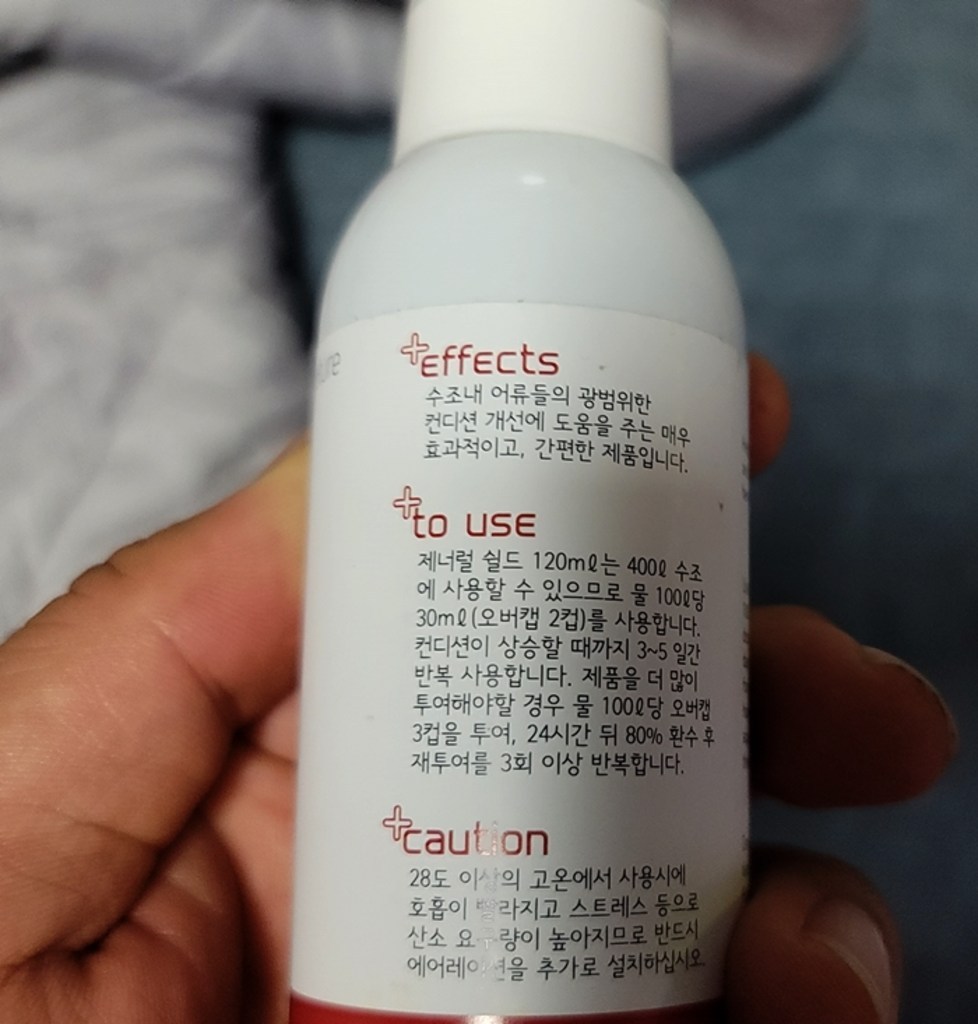 effects
수조내 어류들의 광범위한
컨디션 개선에 도움을 주는 매우
효과적이고, 간편한 제품입니다.
to use
제너럴 쉴드 120mℓ는 400ℓ 수조
에 사용할 수 있으므로 물 100ℓ당
30mℓ(오버캡 2컵)를 사용합니다.
컨디션이 상승할 때까지 3~5 일간
반복 사용합니다. 제품을 더 많이
투여해야할 경우 물 100ℓ당 오버캡
3컵을 투여, 24시간 뒤 80% 환수 후
재투여를 3회 이상 반복합니다.
caution
28도 이상의 고온에서 사용시에
호흡이 빨라지고 스트레스 등으로
산소 요구량이 높아지므로 반드시
에어레이션을 추가로 설치하십시오.